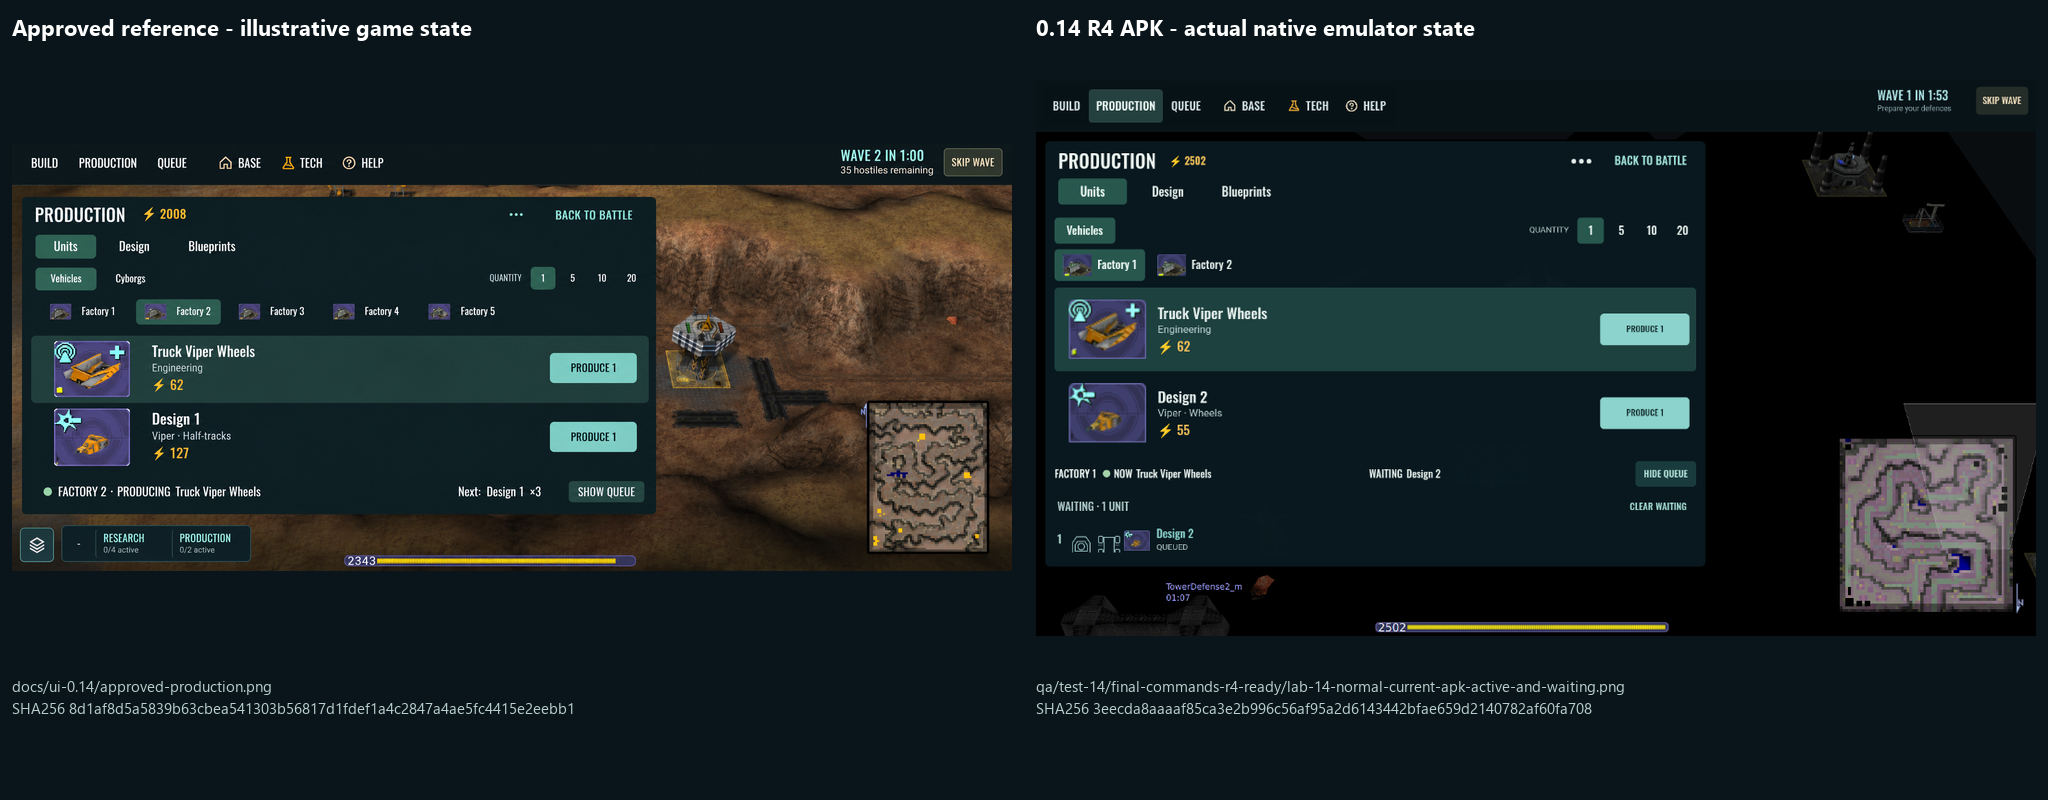 Approved reference - illustrative game state
BUILD PRODUCTION QUEUE BASE TECH HELP
WAVE 2 IN 1:00
35 hostiles remaining
SKIP WAVE
PRODUCTION 2008 ... BACK TO BATTLE
Units Design Blueprints
Vehicles Cyborgs QUANTITY 1 5 10 20
Factory 1 Factory 2 Factory 3 Factory 4 Factory 5
Truck Viper Wheels
Engineering
62
PRODUCE 1
Design 1
Viper · Half-tracks
127
PRODUCE 1
FACTORY 2 · PRODUCING Truck Viper Wheels Next: Design 1 ×3 SHOW QUEUE
N
- RESEARCH PRODUCTION
0/4 active 0/2 active
2343
docs/ui-0.14/approved-production.png
SHA256 8d1af8d5a5839b63cbea541303b56817d1fdef1a4c2847a4ae5fc4415e2eebb1
0.14 R4 APK - actual native emulator state
BUILD PRODUCTION QUEUE BASE TECH HELP
WAVE 1 IN 1:53
Prepare your defences
SKIP WAVE
PRODUCTION 2502 ... BACK TO BATTLE
Units Design Blueprints
Vehicles QUANTITY 1 5 10 20
Factory 1 Factory 2
Truck Viper Wheels
Engineering
62
PRODUCE 1
Design 2
Viper · Wheels
55
PRODUCE 1
FACTORY 1 NOW Truck Viper Wheels WAITING Design 2 HIDE QUEUE
WAITING · 1 UNIT CLEAR WAITING
1 Design 2
QUEUED
TowerDefense2_m
01:07
N
2502
qa/test-14/final-commands-r4-ready/lab-14-normal-current-apk-active-and-waiting.png
SHA256 3eecda8aaaaf85ca3e2b996c56af95a2d6143442bfae659d2140782af60fa708